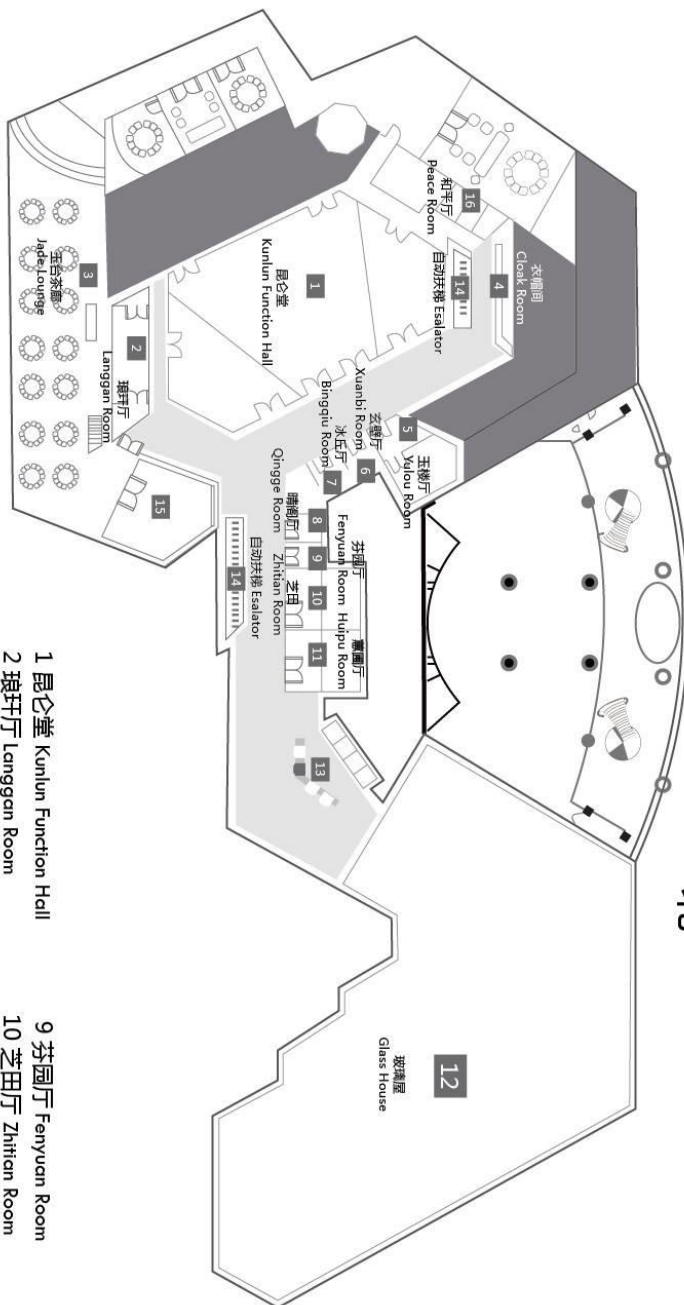 衣帽间
Cloak Room
4
16
和平厅
Peace Room
14
自动扶梯 Esalator
12
玻璃屋
Glass House
玉楼厅
Yulou Room
5
玄壁厅
Xuanbi Room
6
冰丘厅
Bingqiu Room
7
芬园厅
Fenyuan Room
蕙圃厅
Huipu Room
8
9
10
11
13
晴阁厅
Qingge Room
芝田
Zhitian Room
1
昆仑堂
Kunlun Function Hall
自动扶梯 Esalator
14
15
2
琅玕厅
Langgan Room
3
玉台茶廊
Jade Lounge
1 昆仑堂 Kunlun Function Hall
2 琅玕厅 Langgan Room
9 芬园厅 Fenyuan Room
10 芝田厅 Zhitian Room